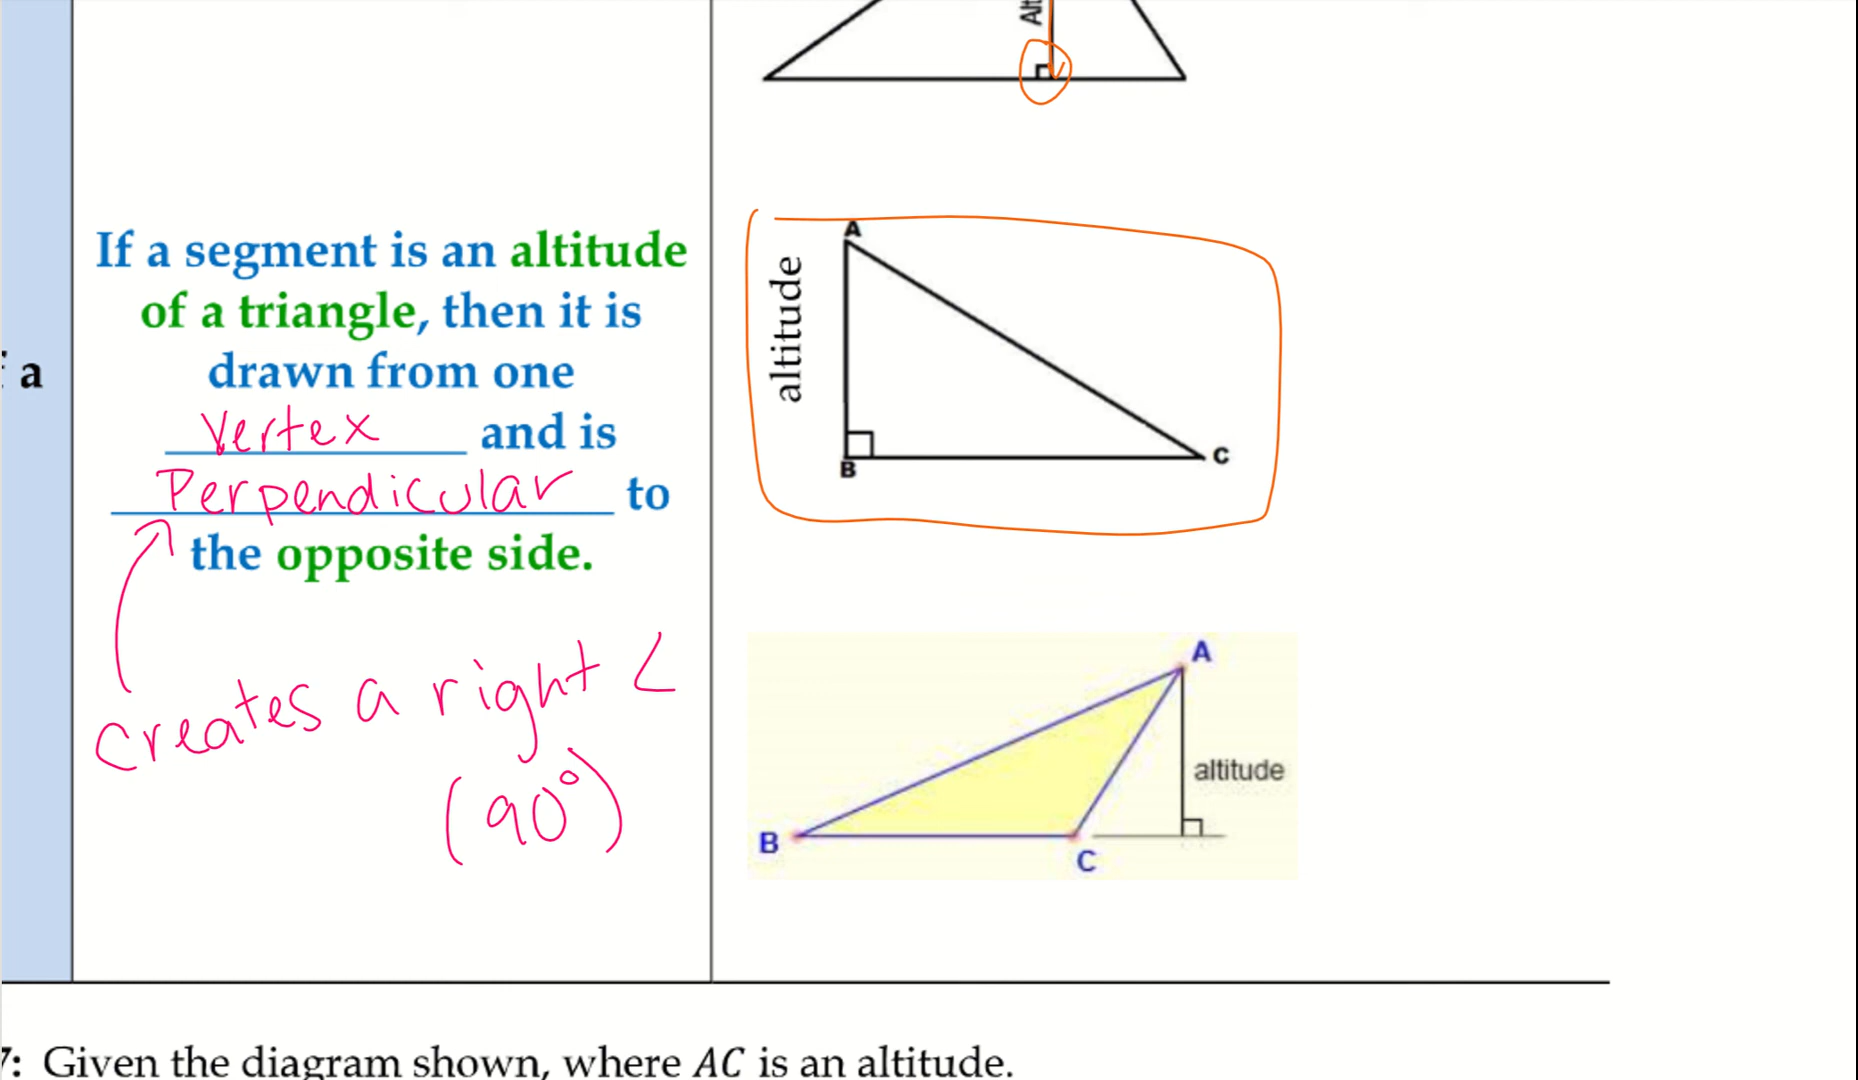 Alt
If a segment is an altitude
of a triangle, then it is
drawn from one
Vertex and is
Perpendicular to
the opposite side.
a
creates a right <
(90°)
A
altitude
B
C
A
altitude
B
C
7: Given the diagram shown, where AC is an altitude.